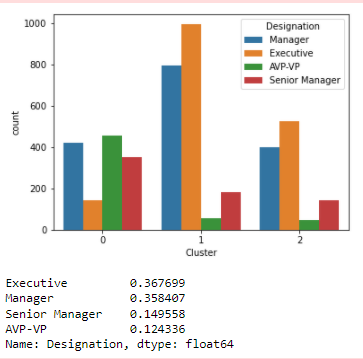 1000
800
600
400
200
0
count
Designation
Manager
Executive
AVP-VP
Senior Manager
0 1 2
Cluster
Executive 0.367699
Manager 0.358407
Senior Manager 0.149558
AVP-VP 0.124336
Name: Designation, dtype: float64